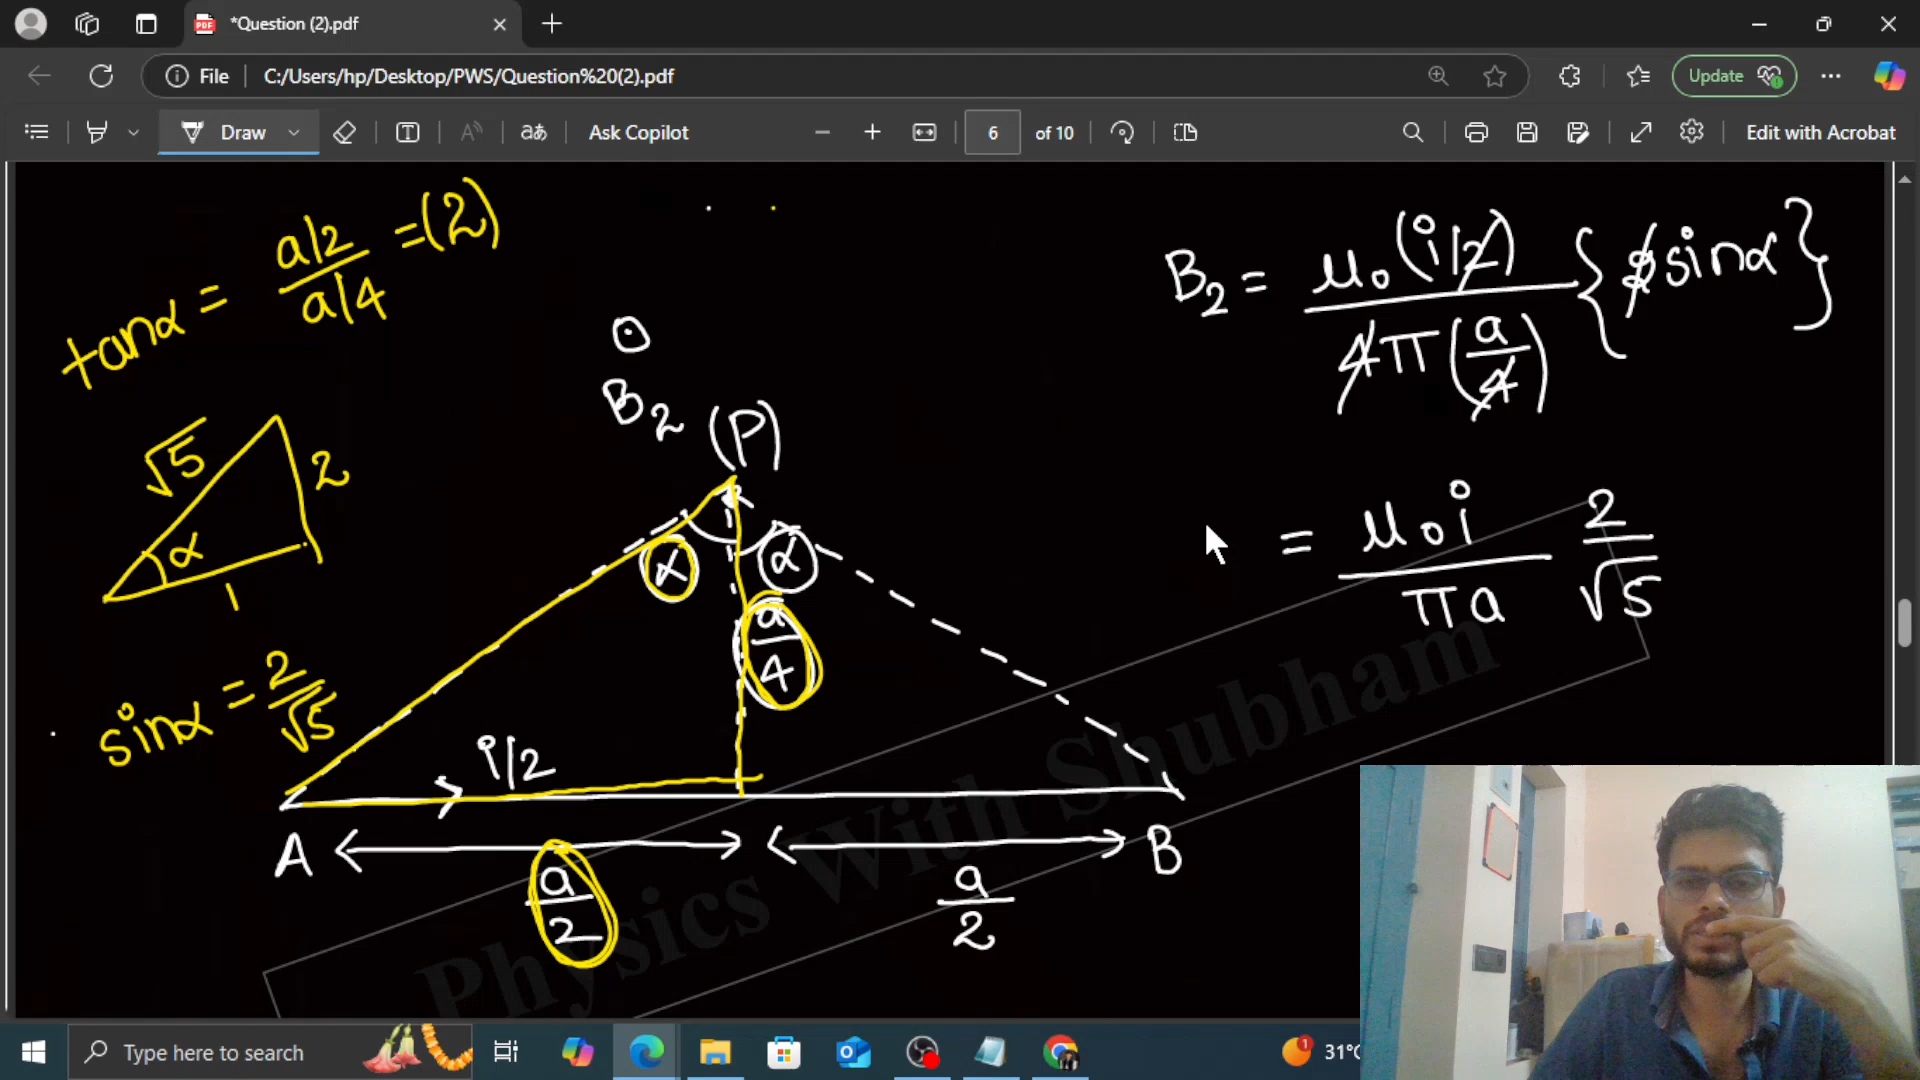 *Question (2).pdf
File
C:/Users/hp/Desktop/PWS/Question%20(2).pdf
Update
Draw
Ask Copilot
6 of 10
Edit with Acrobat
tanα = (a/2)/(a/4) = (2)
B₂ = μ₀(i/2)/4π(a/4) {2sinα}
⊙
B₂
(P)
√5
2
α
1
α
α
a/4
= μ₀i/πa 2/√5
sinα = 2/√5
i/2
A
B
a/2
a/2
Physics With Shubham
Type here to search
1
31°C